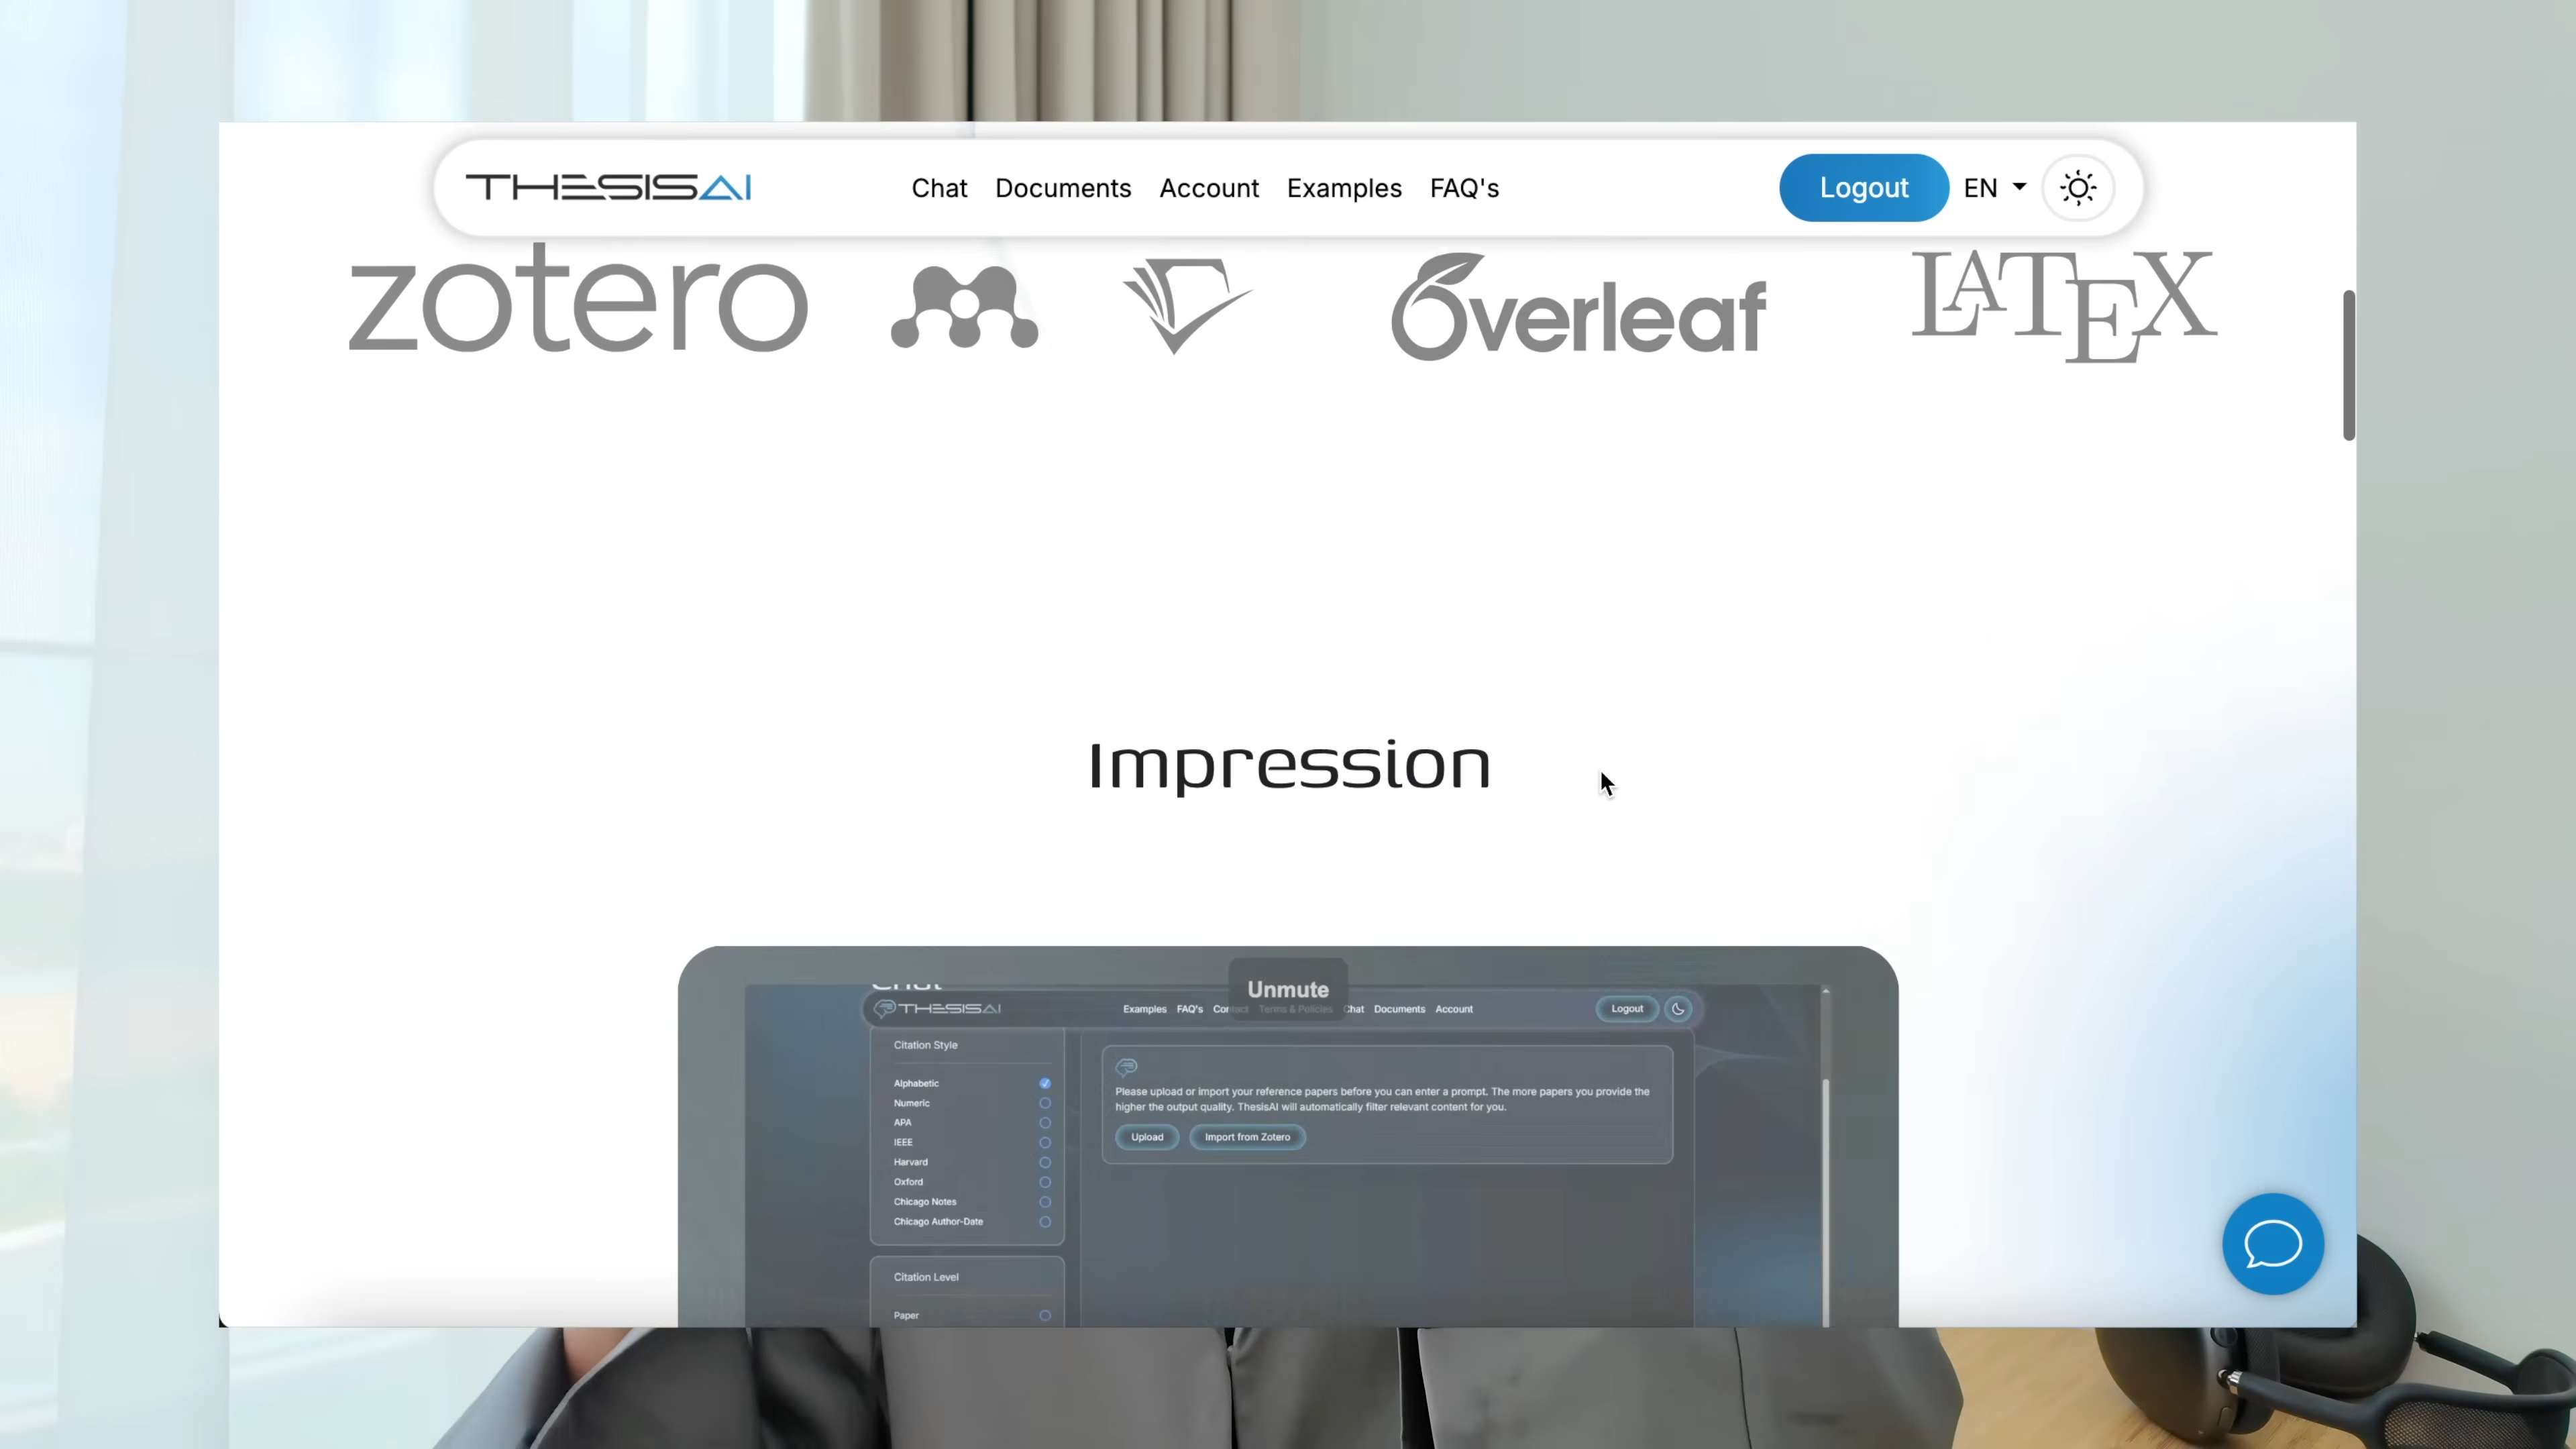 THESISAI
Chat Documents Account Examples FAQ's
Logout EN
zotero
Overleaf
LATEX
Impression
Unmute
THESISAI
Examples FAQ's Contact Terms & Policies Chat Documents Account
Logout
Citation Style
Alphabetic
Numeric
APA
IEEE
Harvard
Oxford
Chicago Notes
Chicago Author-Date
Citation Level
Paper
Please upload or import your reference papers before you can enter a prompt. The more papers you provide the
higher the output quality. ThesisAI will automatically filter relevant content for you.
Upload Import from Zotero